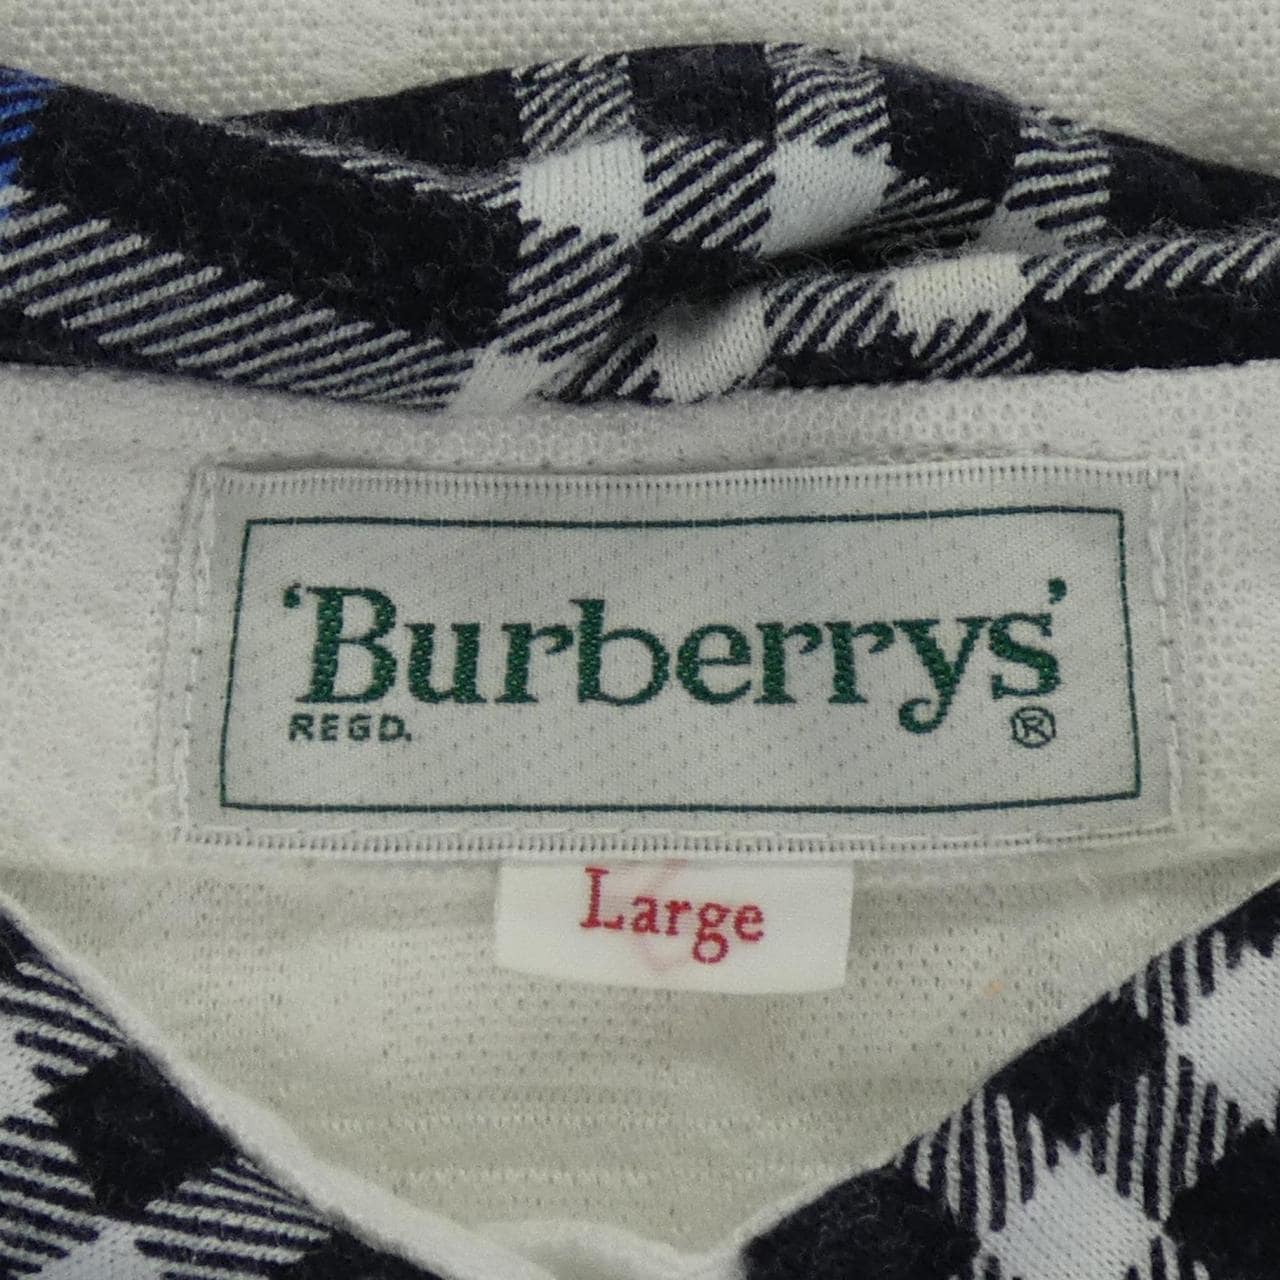 ‘Burberrys’
REGD. ®
Large